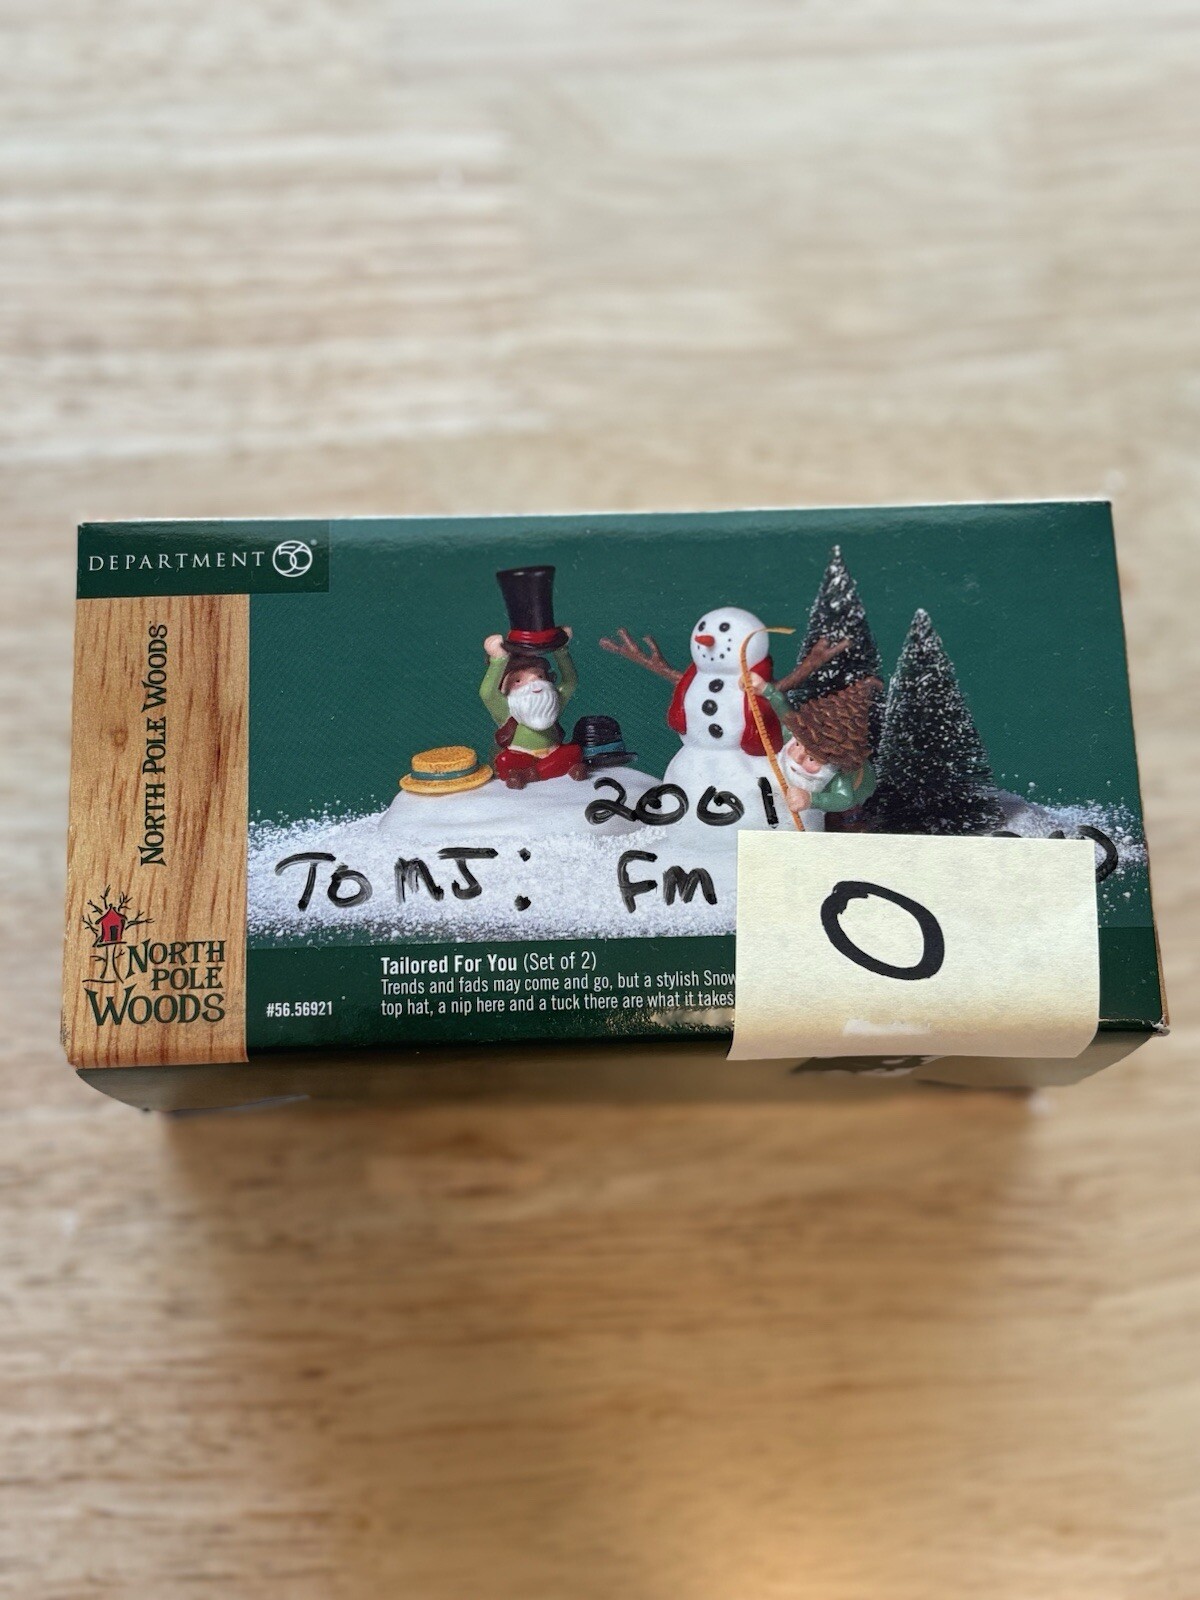 DEPARTMENT 56
NORTH POLE WOODS
2001
TO MJ: FM
O
NORTH
POLE
WOODS
#56.56921
Tailored For You (Set of 2)
Trends and fads may come and go, but a stylish Snow
top hat, a nip here and a tuck there are what it takes